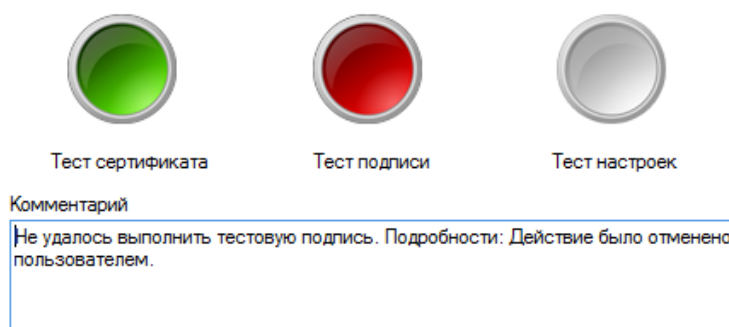 Тест сертификата Тест подписи Тест настроек
Комментарий
Не удалось выполнить тестовую подпись. Подробности: Действие было отменено
пользователем.